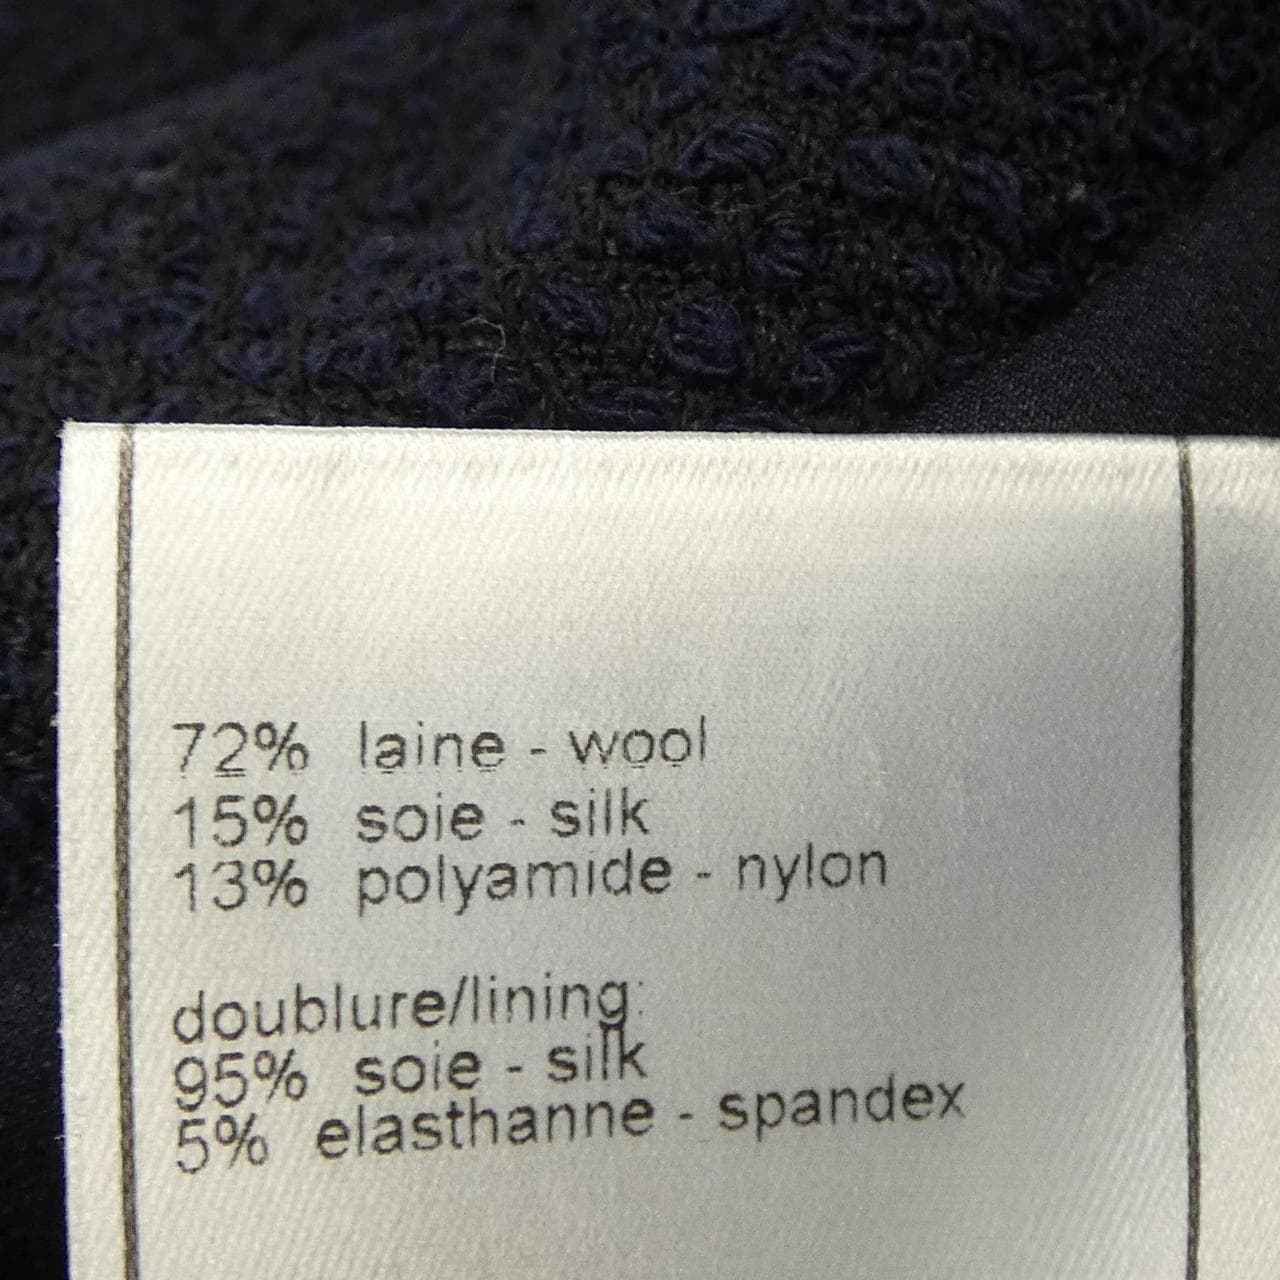 72% laine - wool
15% soie - silk
13% polyamide - nylon
doublure/lining:
95% soie - silk
5% elasthanne - spandex